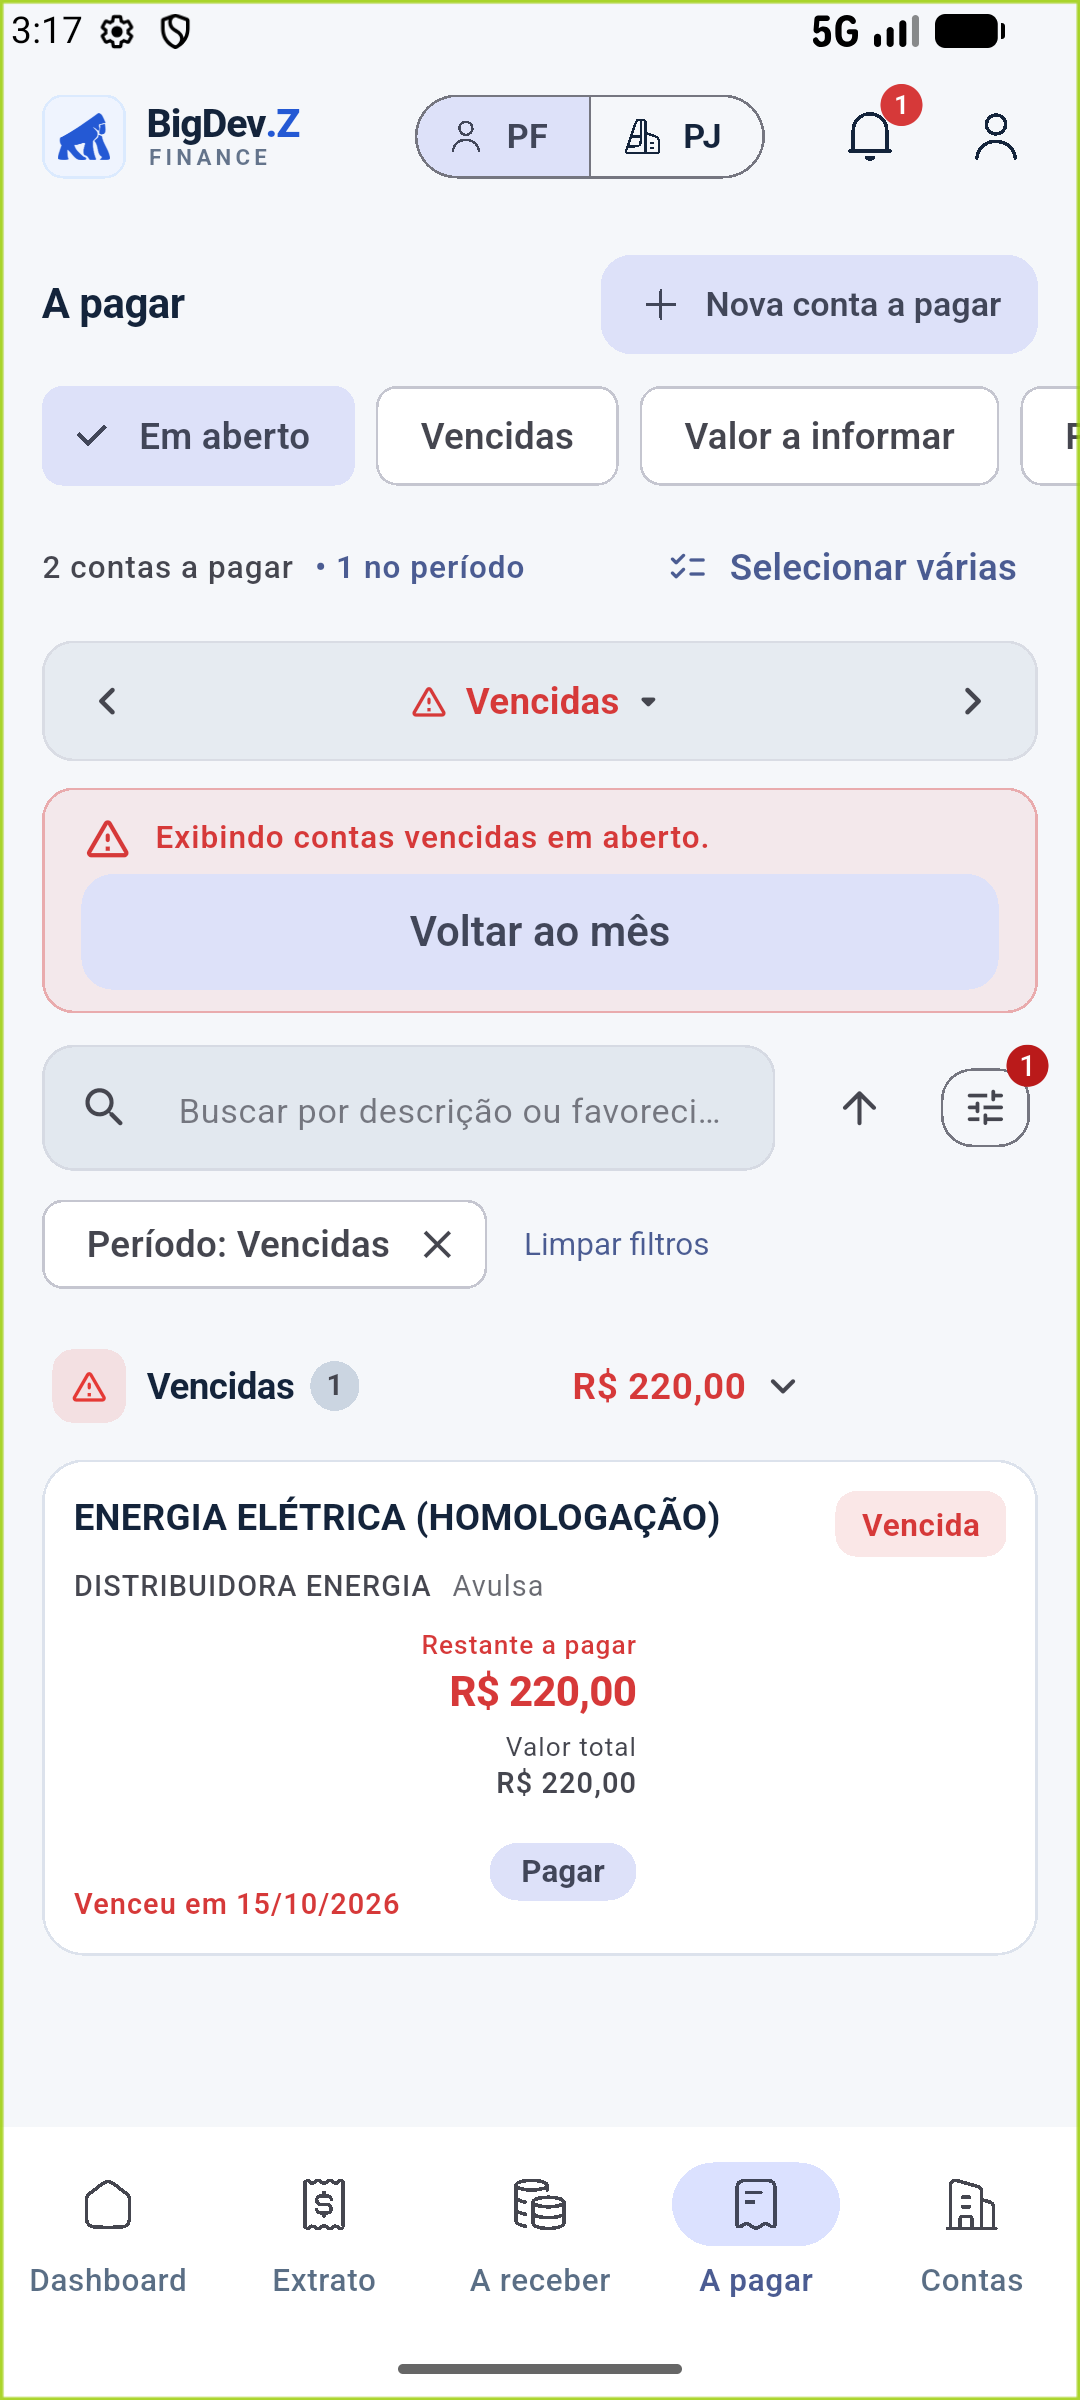 3:17
5G
BigDev.Z
FINANCE
PF
PJ
1
A pagar
Nova conta a pagar
Em aberto
Vencidas
Valor a informar
2 contas a pagar • 1 no período
Selecionar várias
Vencidas
Exibindo contas vencidas em aberto.
Voltar ao mês
Buscar por descrição ou favoreci...
1
Período: Vencidas
Limpar filtros
Vencidas 1
R$ 220,00
ENERGIA ELÉTRICA (HOMOLOGAÇÃO)
Vencida
DISTRIBUIDORA ENERGIA Avulsa
Restante a pagar
R$ 220,00
Valor total
R$ 220,00
Pagar
Venceu em 15/10/2026
Dashboard
Extrato
A receber
A pagar
Contas